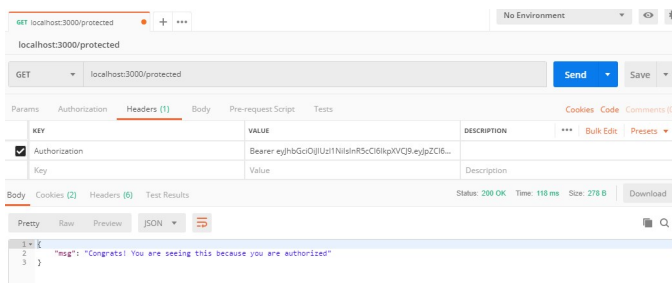 GET localhost:3000/protected
No Environment
localhost:3000/protected
GET localhost:3000/protected Send Save
Params Authorization Headers (1) Body Pre-request Script Tests Cookies Code Comments (0
KEY VALUE DESCRIPTION ••• Bulk Edit Presets
Authorization
Key Value Description
Body Cookies (2) Headers (6) Test Results Status: 200 OK Time: 118 ms Size: 278 B Download
Pretty Raw Preview JSON
1 {
2 "msg": "Congrats! You are seeing this because you are authorized"
3 }